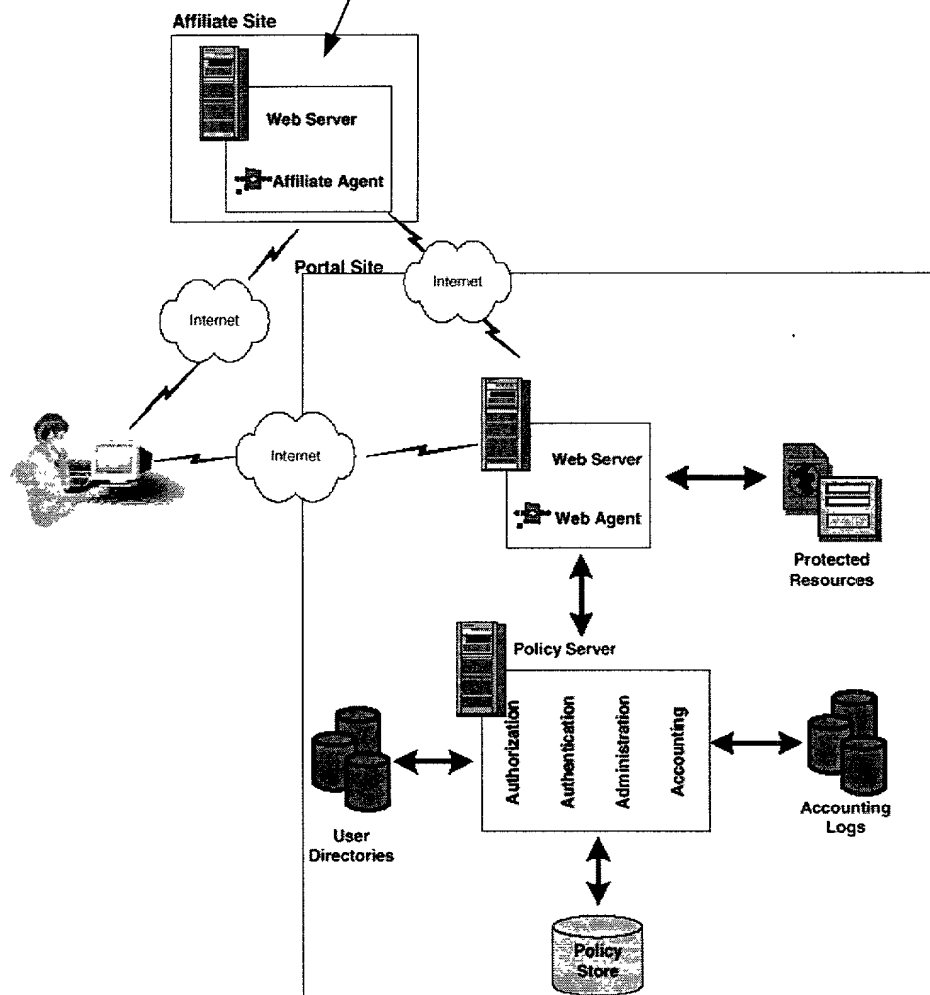 Affiliate Site
Web Server
Affiliate Agent
Portal Site
Internet
Internet
Internet
Web Server
Web Agent
Protected
Resources
Policy Server
Authorization
Authentication
Administration
Accounting
User
Directories
Accounting
Logs
Policy
Store